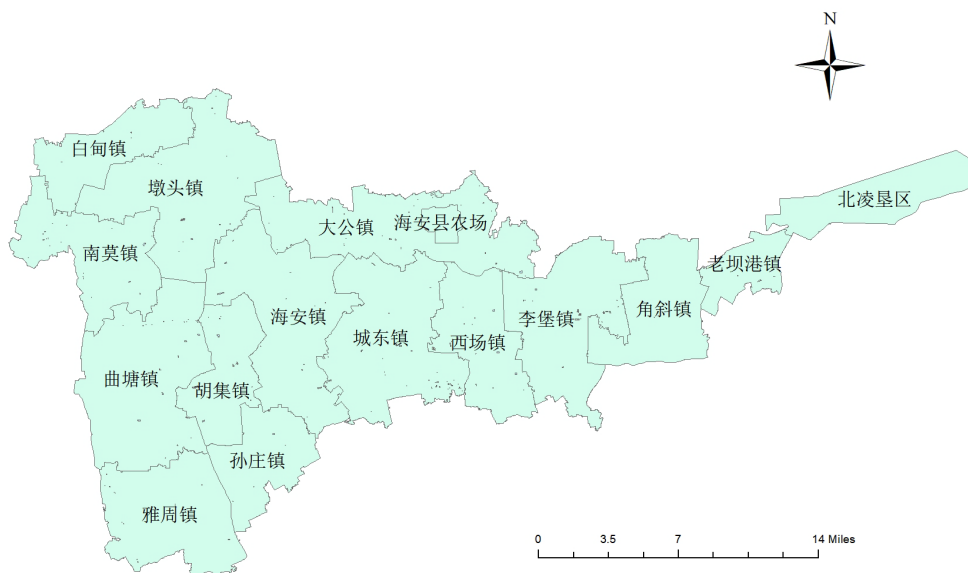 N
白甸镇
墩头镇
北凌垦区
大公镇
海安县农场
南莫镇
老坝港镇
海安镇
李堡镇
角斜镇
城东镇
西场镇
曲塘镇
胡集镇
孙庄镇
雅周镇
0 3.5 7 14 Miles